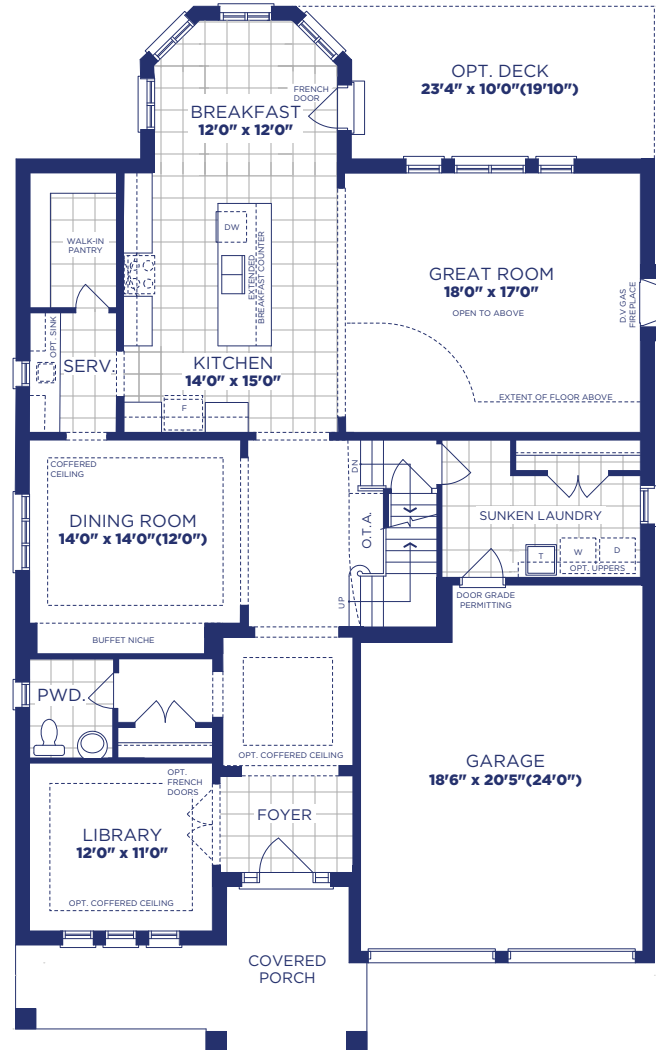 OPT. DECK
23'4" x 10'0"(19'10")
FRENCH
DOOR
BREAKFAST
12'0" x 12'0"
WALK-IN
PANTRY
DW
EXTENDED
BREAKFAST COUNTER
GREAT ROOM
18'0" x 17'0"
OPEN TO ABOVE
D.V GAS
FIREPLACE
OPT. SINK
SERV.
KITCHEN
14'0" x 15'0"
F
EXTENT OF FLOOR ABOVE
COFFERED
CEILING
DINING ROOM
14'0" x 14'0"(12'0")
BUFFET NICHE
DN
O.T.A.
UP
SUNKEN LAUNDRY
T
W
D
OPT. UPPERS
DOOR GRADE
PERMITTING
PWD.
OPT. COFFERED CEILING
GARAGE
18'6" x 20'5"(24'0")
OPT.
FRENCH
DOORS
LIBRARY
12'0" x 11'0"
OPT. COFFERED CEILING
FOYER
COVERED
PORCH